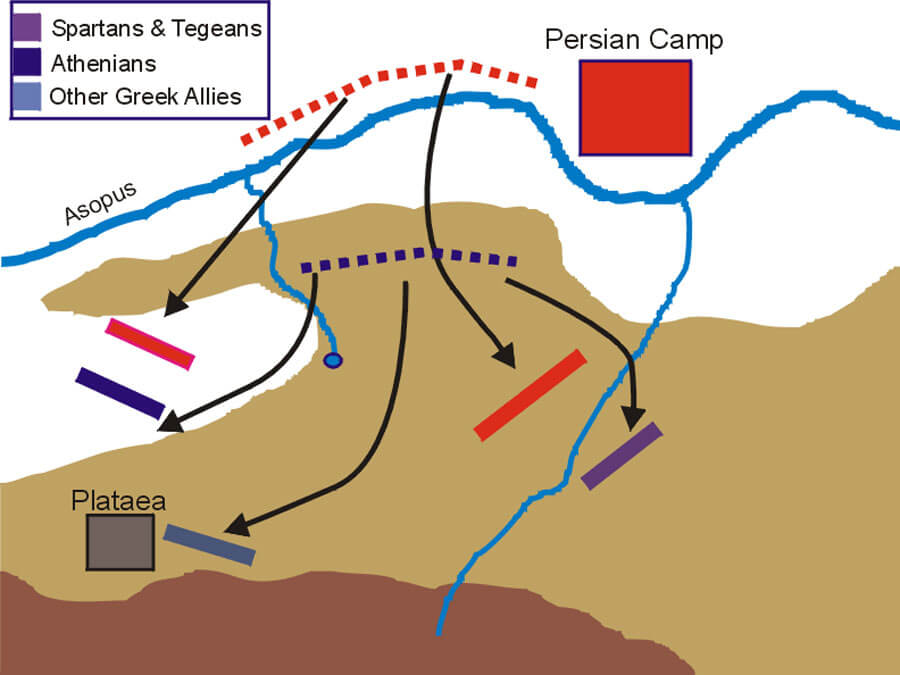 Spartans & Tegeans
Athenians
Other Greek Allies
Persian Camp
Asopus
Plataea